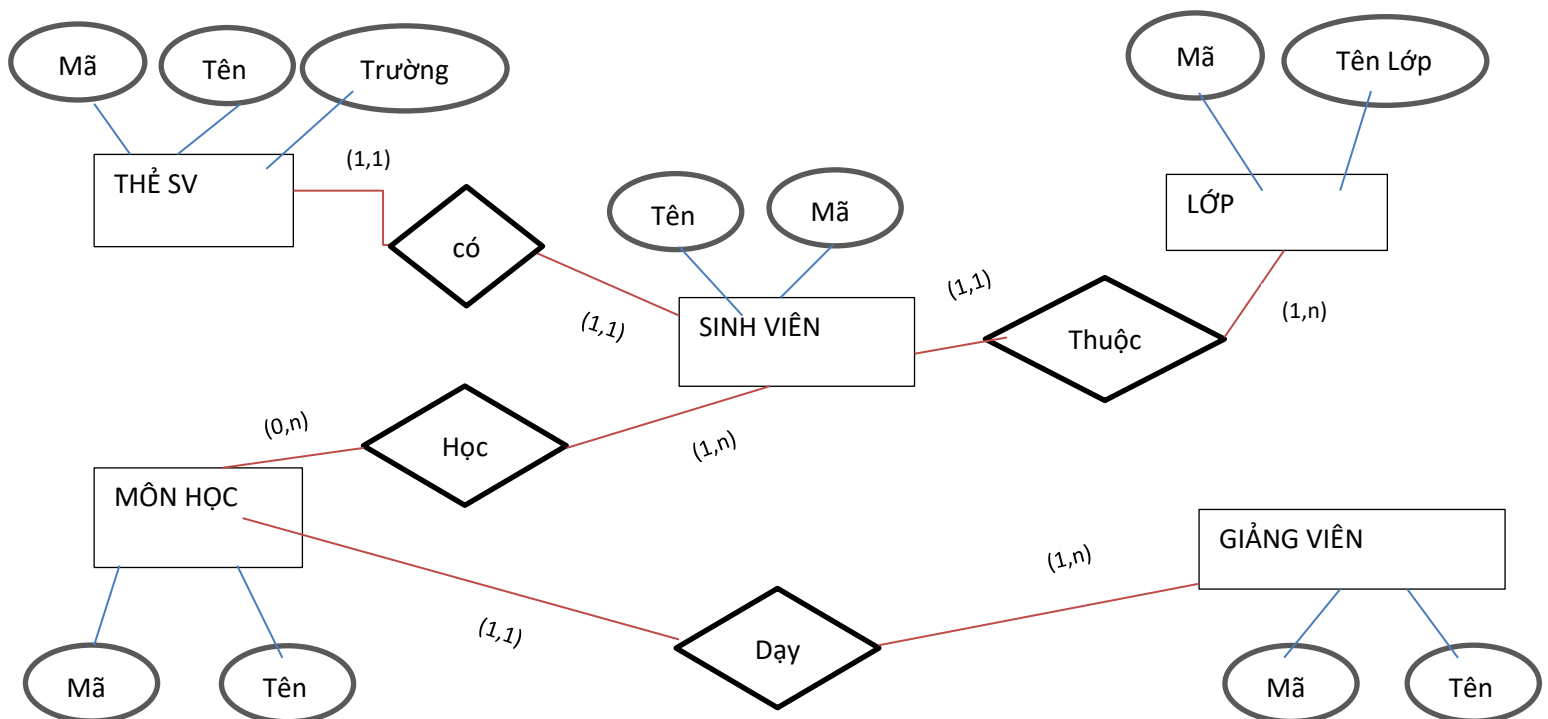 Mã
Tên
Trường
Mã
Tên Lớp
THẺ SV
(1,1)
có
Tên
Mã
LỚP
(1,1)
SINH VIÊN
(1,1)
Thuộc
(1,n)
(0,n)
Học
(1,n)
MÔN HỌC
GIẢNG VIÊN
(1,n)
(1,1)
Dạy
Mã
Tên
Mã
Tên